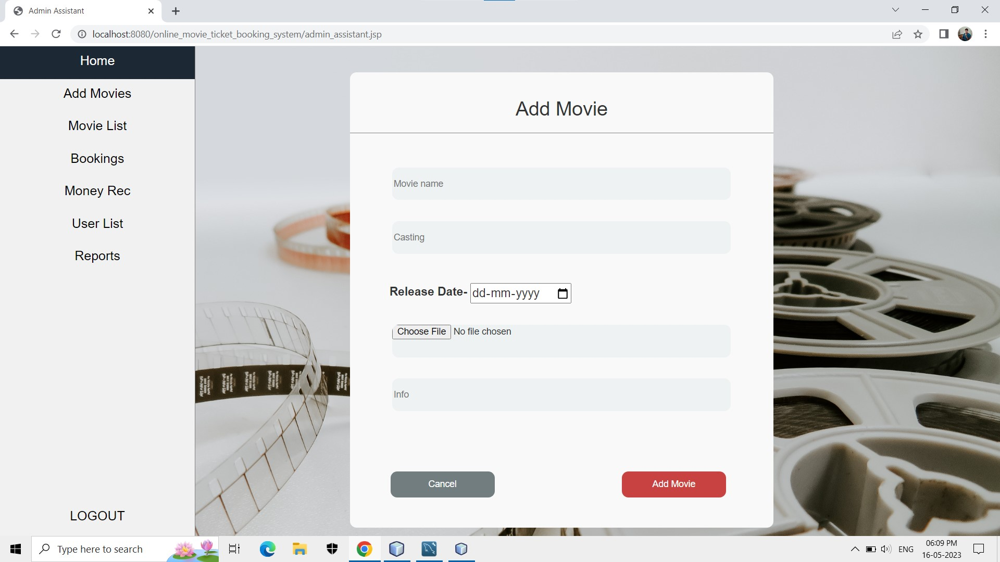 Admin Assistant
localhost:8080/online_movie_ticket_booking_system/admin_assistant.jsp
Home
Add Movies
Movie List
Bookings
Money Rec
User List
Reports
LOGOUT
Add Movie
Movie name
Casting
Release Date- dd-mm-yyyy
Choose File No file chosen
Info
Cancel
Add Movie
Type here to search
ENG
06:09 PM
16-05-2023